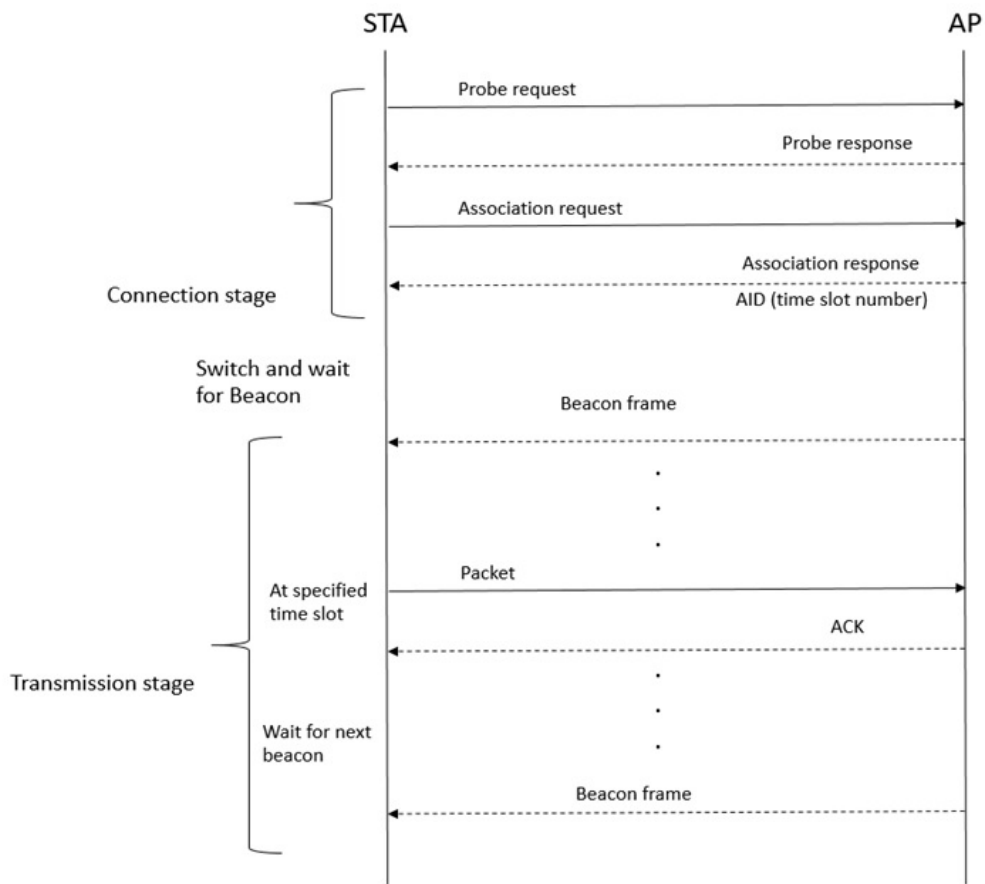 STA
AP
Probe request
Probe response
Association request
Association response
AID (time slot number)
Connection stage
Switch and wait
for Beacon
Beacon frame
Packet
At specified
time slot
ACK
Transmission stage
Wait for next
beacon
Beacon frame